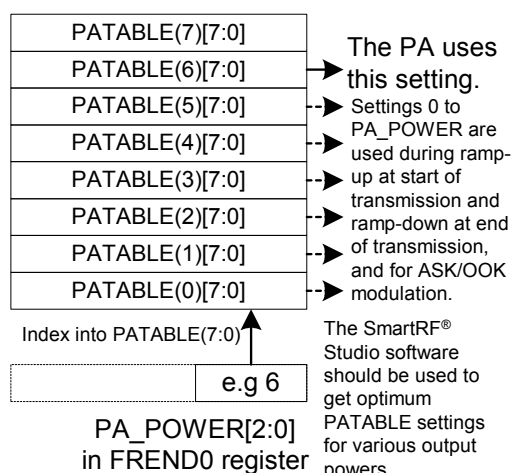 PATABLE(7)[7:0]
PATABLE(6)[7:0]
PATABLE(5)[7:0]
PATABLE(4)[7:0]
PATABLE(3)[7:0]
PATABLE(2)[7:0]
PATABLE(1)[7:0]
PATABLE(0)[7:0]
The PA uses
this setting.
Settings 0 to
PA_POWER are
used during ramp-
up at start of
transmission and
ramp-down at end
of transmission,
and for ASK/OOK
modulation.
Index into PATABLE(7:0)
e.g 6
PA_POWER[2:0]
in FREND0 register
The SmartRF®
Studio software
should be used to
get optimum
PATABLE settings
for various output
powers